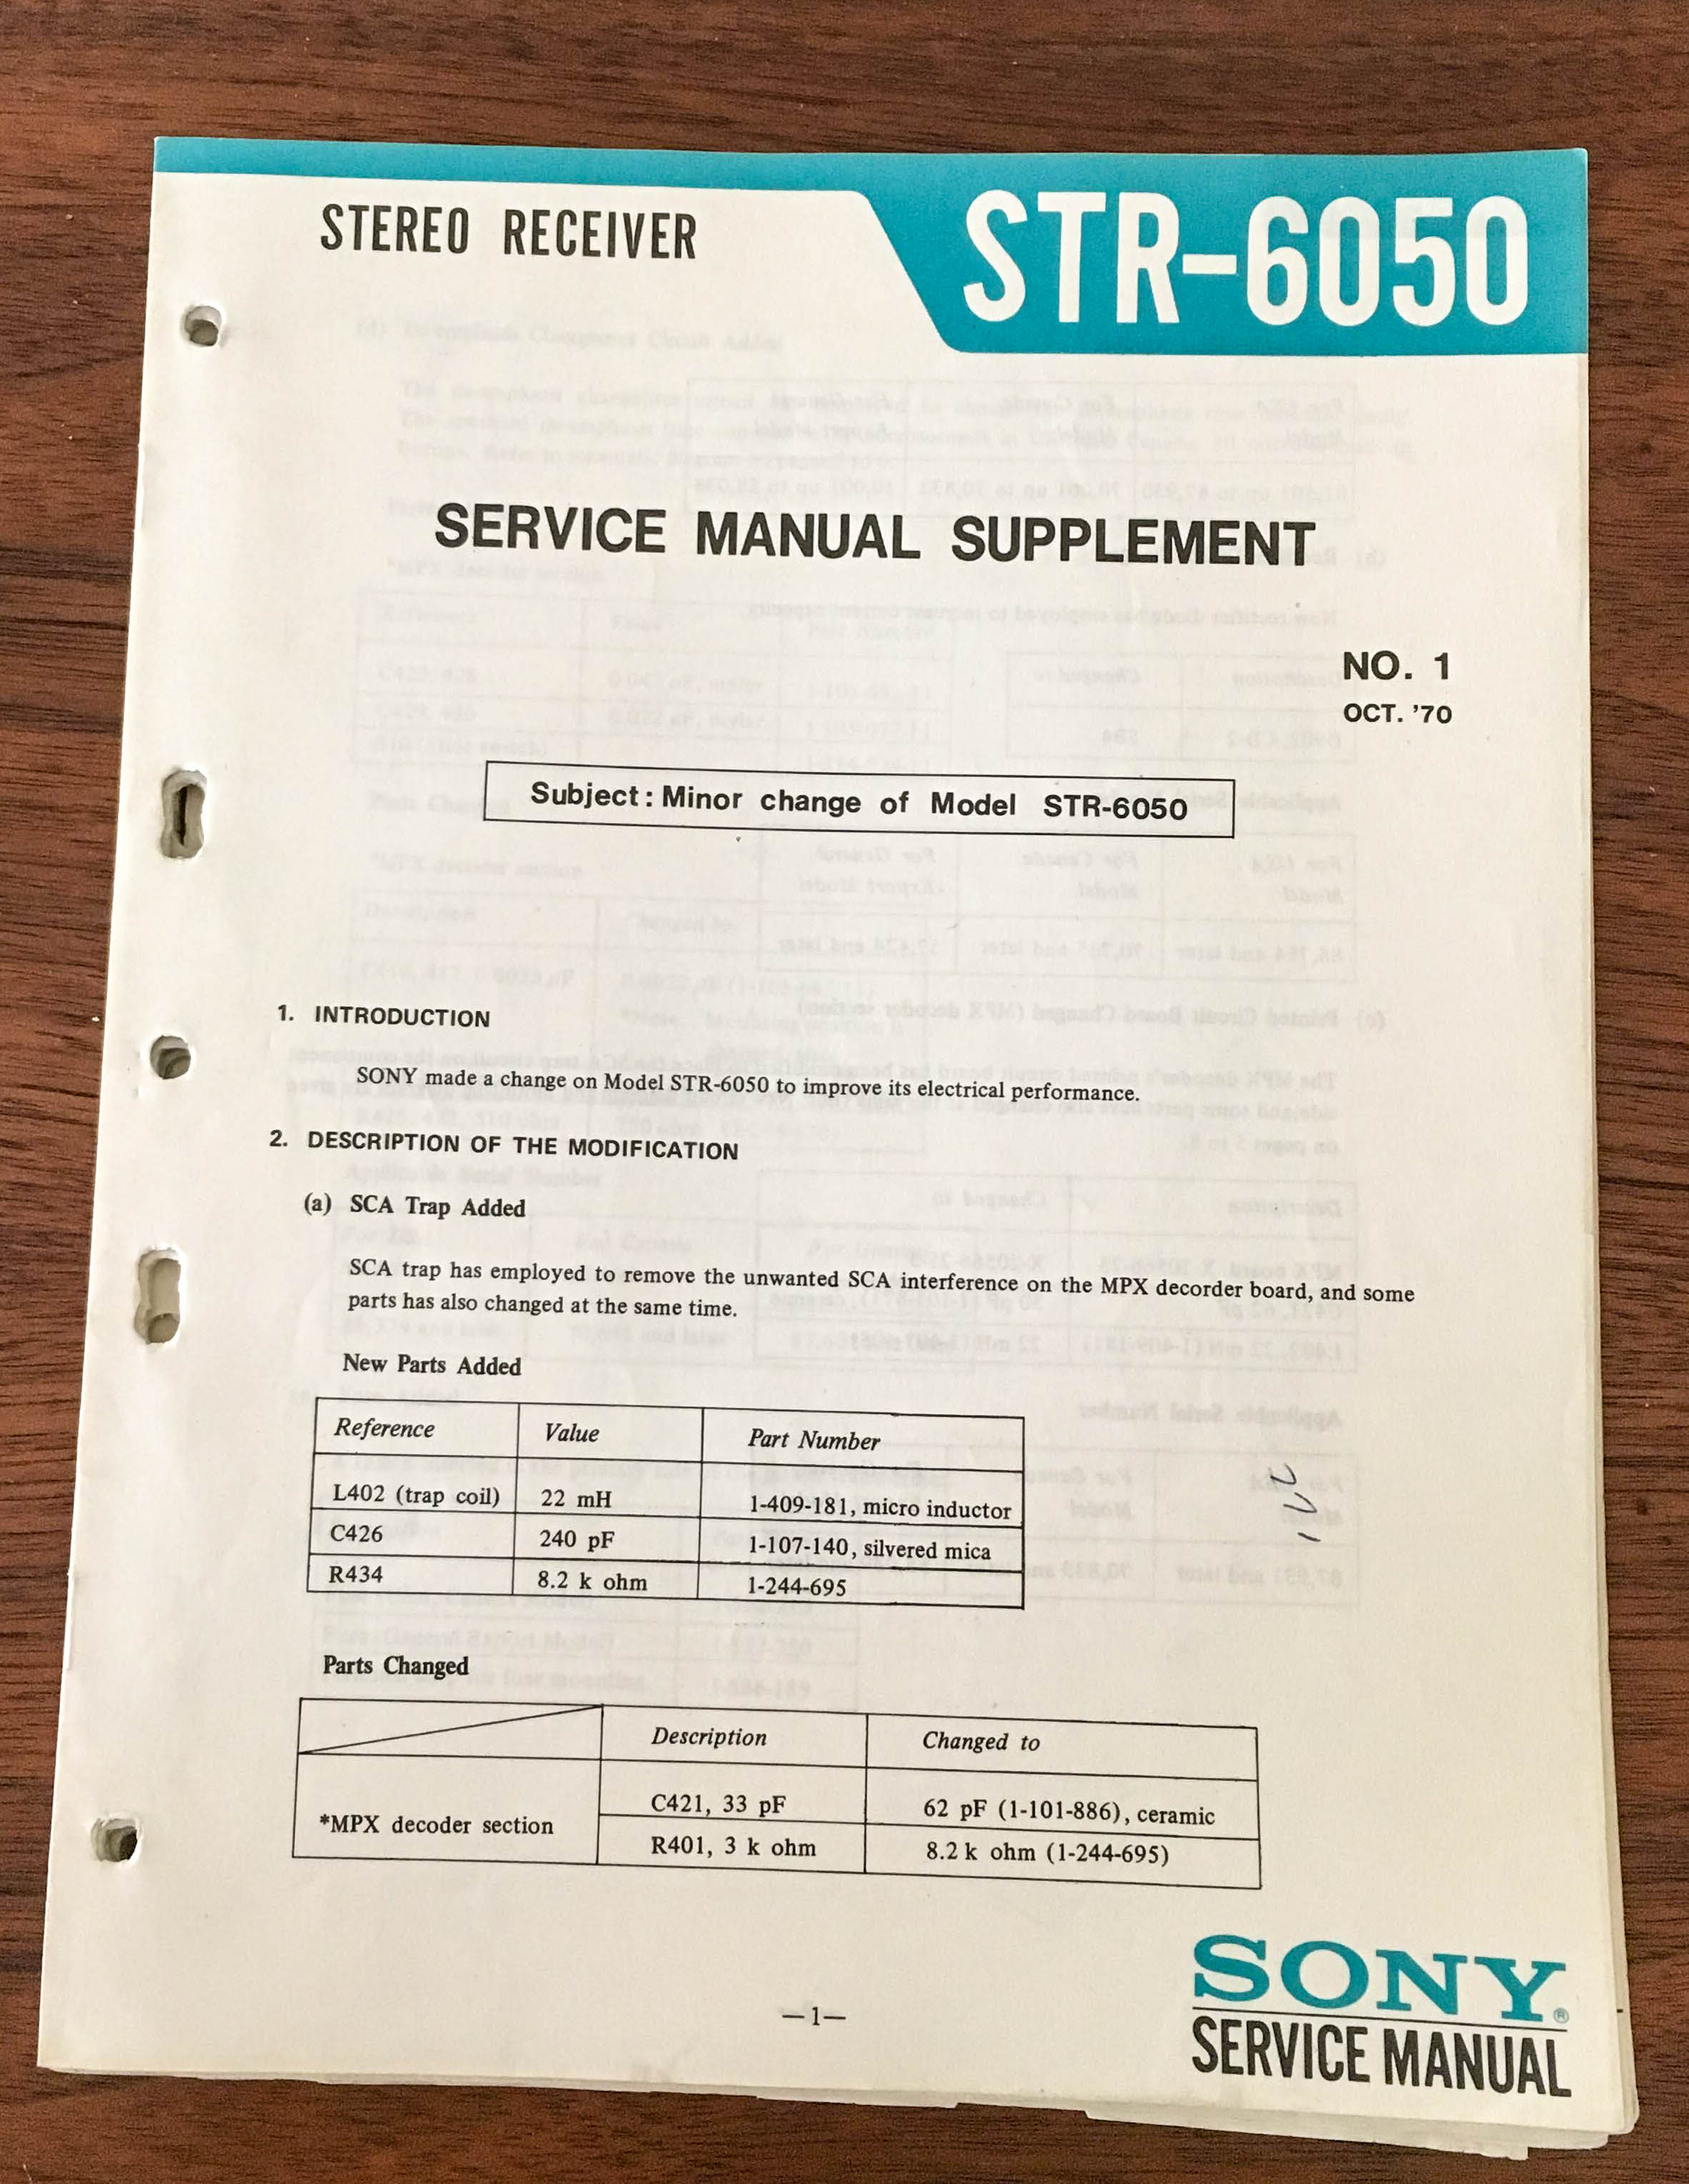 STEREO RECEIVER
STR-6050
SERVICE MANUAL SUPPLEMENT
NO. 1
OCT. '70
Subject: Minor change of Model STR-6050
1. INTRODUCTION
SONY made a change on Model STR-6050 to improve its electrical performance.
2. DESCRIPTION OF THE MODIFICATION
(a) SCA Trap Added
SCA trap has employed to remove the unwanted SCA interference on the MPX decorder board, and some
parts has also changed at the same time.
New Parts Added
Reference Value Part Number
L402 (trap coil) 22 mH 1-409-181, micro inductor
C426 240 pF 1-107-140, silvered mica
R434 8.2 k ohm 1-244-695
Parts Changed
Description Changed to
*MPX decoder section
C421, 33 pF 62 pF (1-101-886), ceramic
R401, 3 k ohm 8.2 k ohm (1-244-695)
—1—
SONY®
SERVICE MANUAL